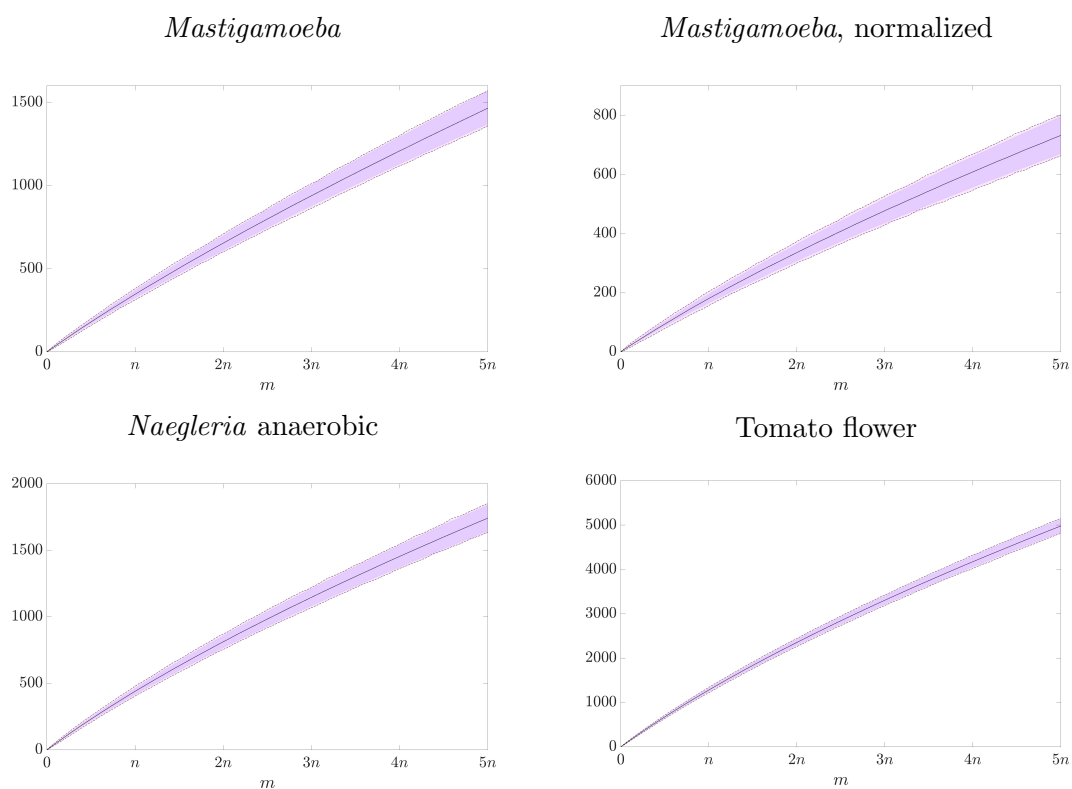 Mastigamoeba
1500
1000
500
0
0 n 2n 3n 4n 5n
m
Mastigamoeba, normalized
800
600
400
200
0
0 n 2n 3n 4n 5n
m
Naegleria anaerobic
2000
1500
1000
500
0
0 n 2n 3n 4n 5n
m
Tomato flower
6000
5000
4000
3000
2000
1000
0
0 n 2n 3n 4n 5n
m